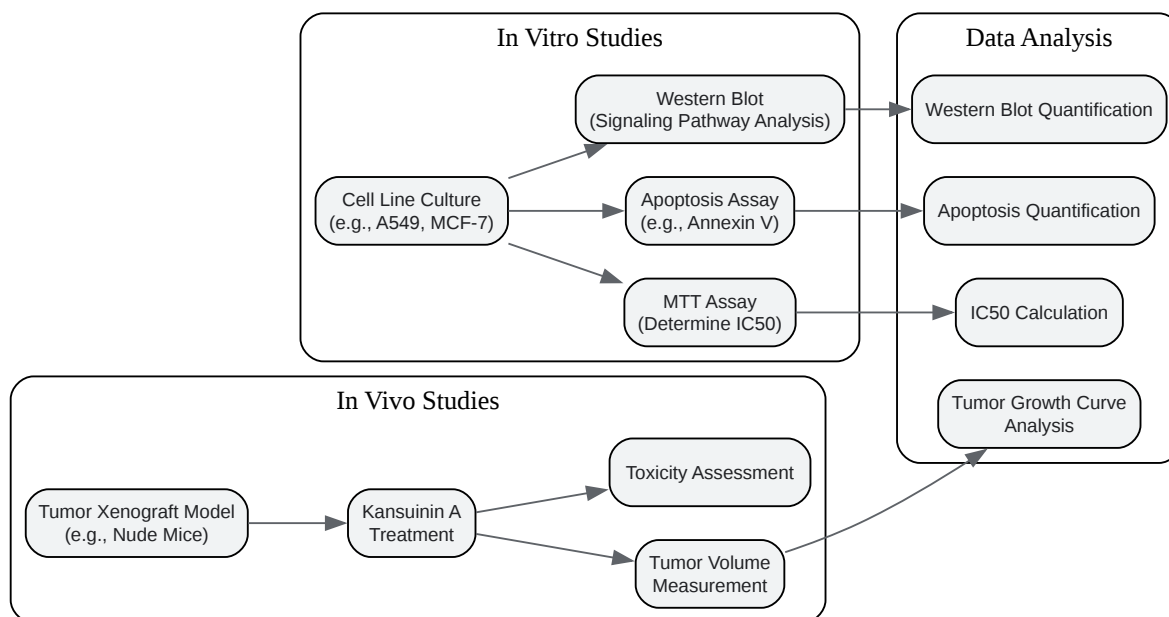 In Vitro Studies
Cell Line Culture
(e.g., A549, MCF-7)
Western Blot
(Signaling Pathway Analysis)
Apoptosis Assay
(e.g., Annexin V)
MTT Assay
(Determine IC50)
Data Analysis
Western Blot Quantification
Apoptosis Quantification
IC50 Calculation
Tumor Growth Curve
Analysis
In Vivo Studies
Tumor Xenograft Model
(e.g., Nude Mice)
Kansuinin A
Treatment
Toxicity Assessment
Tumor Volume
Measurement